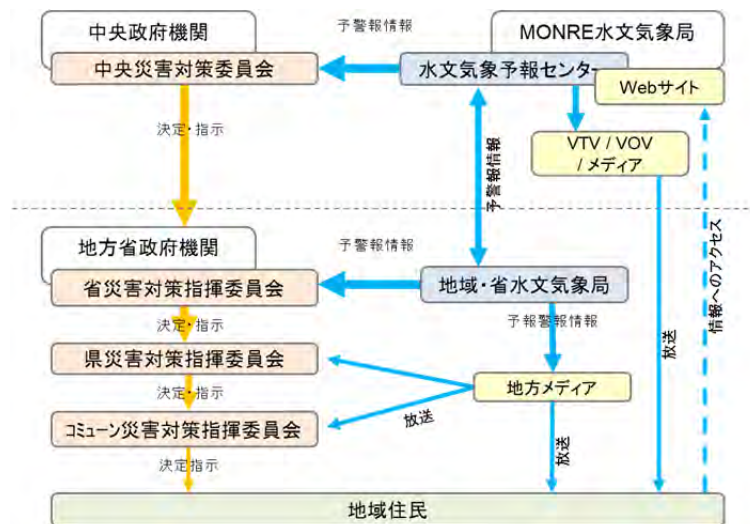 中央政府機関
予警報情報
MONRE水文気象局
中央災害対策委員会
水文気象予報センター
Webサイト
決定・指示
予警報情報
VTV / VOV
/ メディア
情報へのアクセス
地方省政府機関
予警報情報
省災害対策指揮委員会
地域・省水文気象局
決定・指示
予報警報情報
放送
県災害対策指揮委員会
地方メディア
決定・指示
放送
コミューン災害対策指揮委員会
放送
決定指示
地域住民